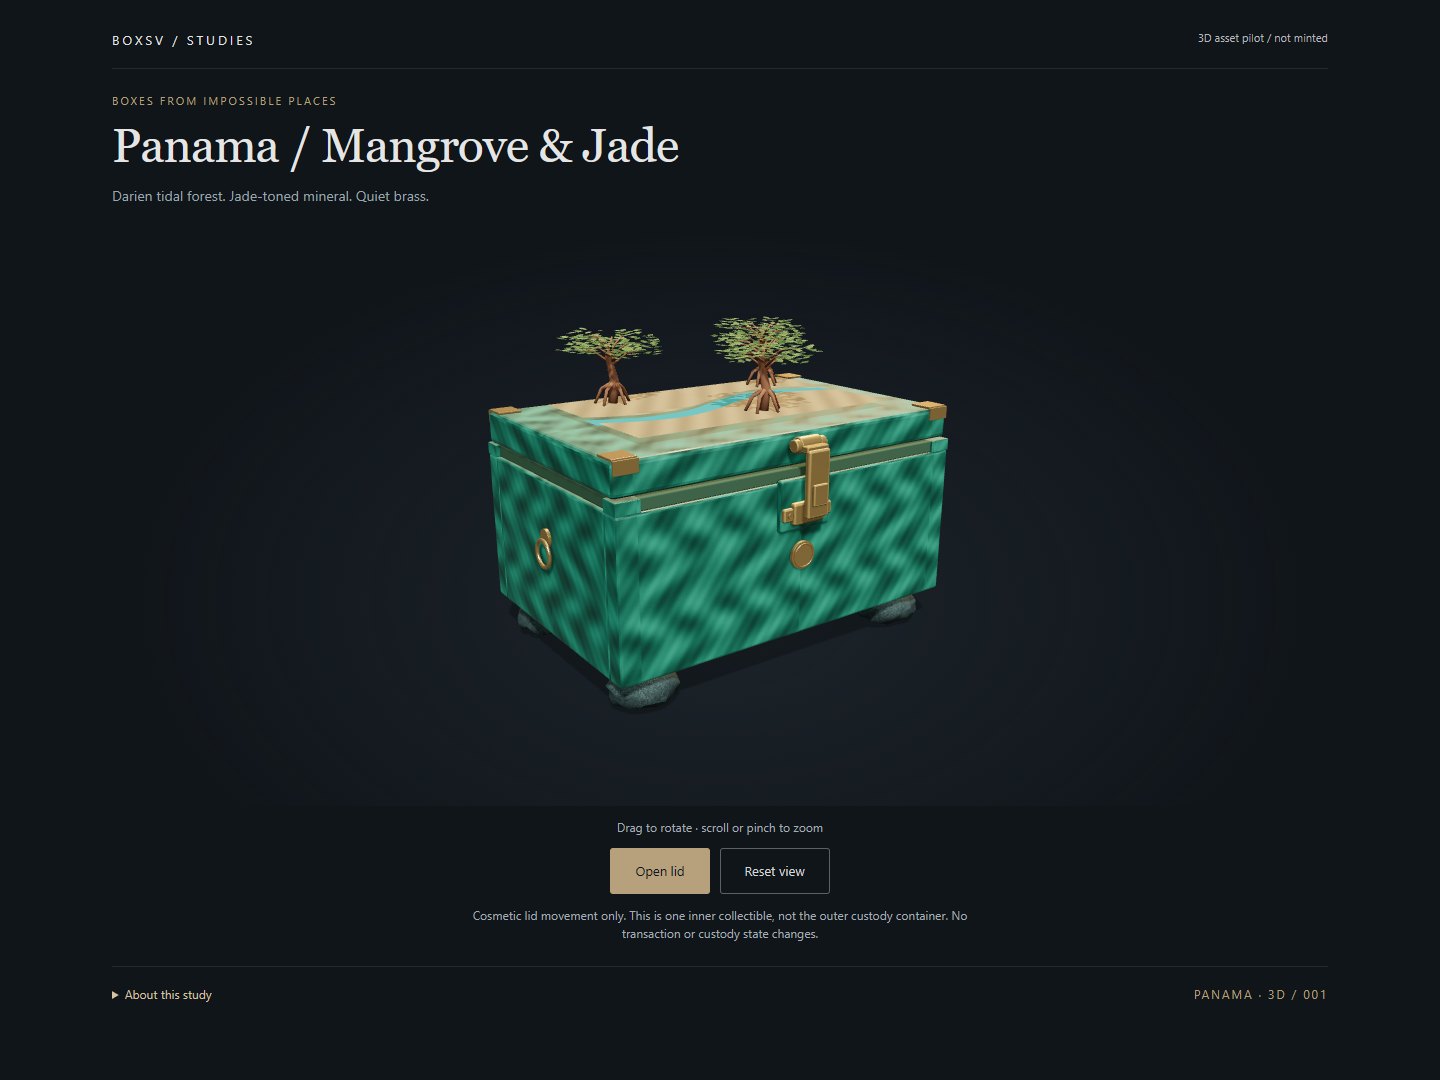 BOXSV / STUDIES
3D asset pilot / not minted
BOXES FROM IMPOSSIBLE PLACES
Panama / Mangrove & Jade
Darien tidal forest. Jade-toned mineral. Quiet brass.
Drag to rotate · scroll or pinch to zoom
Open lid
Reset view
Cosmetic lid movement only. This is one inner collectible, not the outer custody container. No
transaction or custody state changes.
About this study
PANAMA · 3D / 001